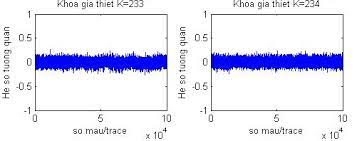 Khoa gia thiet K=233
He so tuong quan
1
0.5
0
-0.5
-1
0
5
10
so mau/trace
x 10^4
Khoa gia thiet K=234
He so tuong quan
1
0.5
0
-0.5
-1
0
5
10
so mau/trace
x 10^4